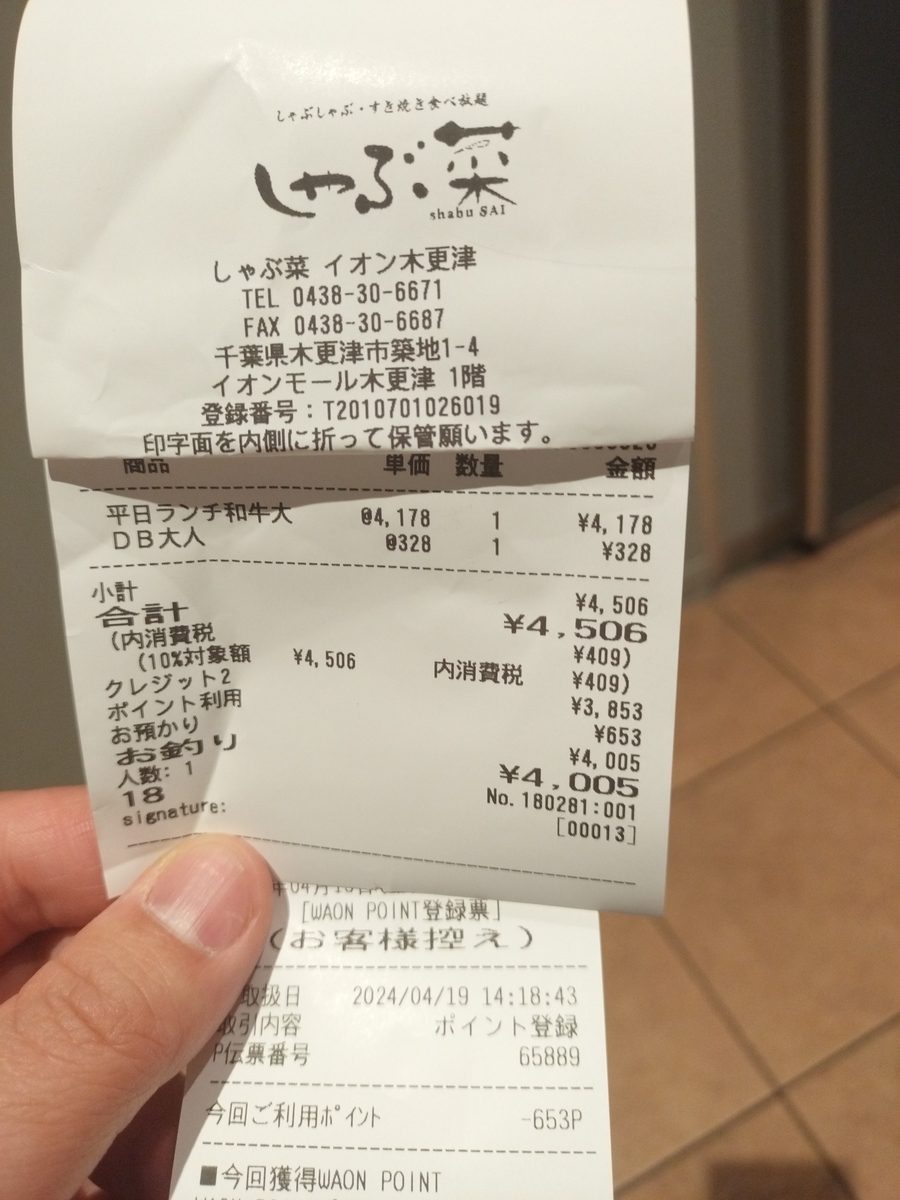 しゃぶしゃぶ・すき焼き食べ放題
しゃぶ菜
shabu SAI
しゃぶ菜 イオン木更津
TEL 0438-30-6671
FAX 0438-30-6687
千葉県木更津市築地1-4
イオンモール木更津 1階
登録番号:T2010701026019
印字面を内側に折って保管願います。
商品 単価 数量 金額
平日ランチ和牛大 @4,178 1 ¥4,178
DB大人 @328 1 ¥328
小計 ¥4,506
合計 ¥4,506
(内消費税 ¥409)
(10%対象額 ¥4,506 内消費税 ¥409)
クレジット2 ¥3,853
ポイント利用 ¥653
お預かり ¥4,005
お釣り ¥4,005
人数: 1 No.180281:001
18 [00013]
signature:
[WAON POINT登録票]
(お客様控え)
取扱日 2024/04/19 14:18:43
取引内容 ポイント登録
P伝票番号 65889
今回ご利用ポイント -653P
■今回獲得WAON POINT